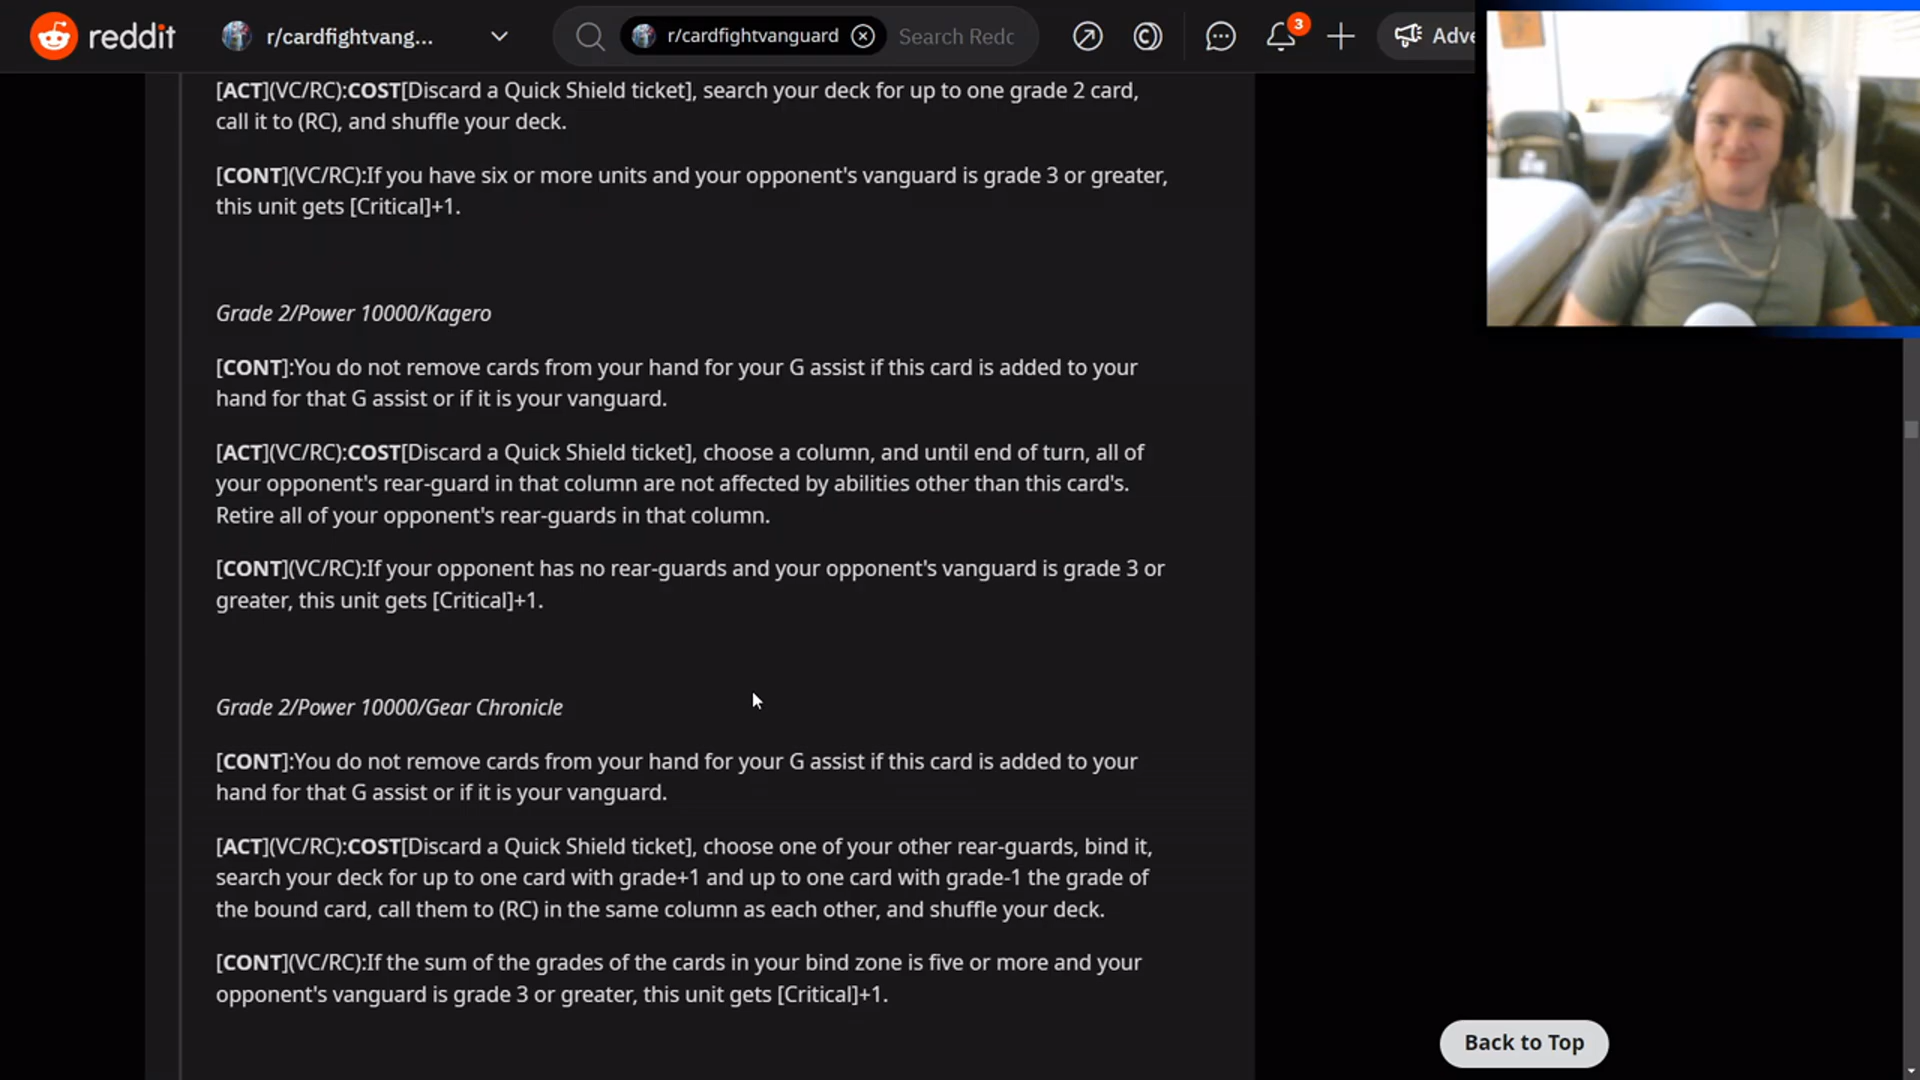 reddit
r/cardfightvang...
r/cardfightvanguard
Search Redc
3
Adve
[ACT](VC/RC):COST[Discard a Quick Shield ticket], search your deck for up to one grade 2 card,
call it to (RC), and shuffle your deck.
[CONT](VC/RC):If you have six or more units and your opponent's vanguard is grade 3 or greater,
this unit gets [Critical]+1.
Grade 2/Power 10000/Kagero
[CONT]:You do not remove cards from your hand for your G assist if this card is added to your
hand for that G assist or if it is your vanguard.
[ACT](VC/RC):COST[Discard a Quick Shield ticket], choose a column, and until end of turn, all of
your opponent's rear-guard in that column are not affected by abilities other than this card's.
Retire all of your opponent's rear-guards in that column.
[CONT](VC/RC):If your opponent has no rear-guards and your opponent's vanguard is grade 3 or
greater, this unit gets [Critical]+1.
Grade 2/Power 10000/Gear Chronicle
[CONT]:You do not remove cards from your hand for your G assist if this card is added to your
hand for that G assist or if it is your vanguard.
[ACT](VC/RC):COST[Discard a Quick Shield ticket], choose one of your other rear-guards, bind it,
search your deck for up to one card with grade+1 and up to one card with grade-1 the grade of
the bound card, call them to (RC) in the same column as each other, and shuffle your deck.
[CONT](VC/RC):If the sum of the grades of the cards in your bind zone is five or more and your
opponent's vanguard is grade 3 or greater, this unit gets [Critical]+1.
Back to Top